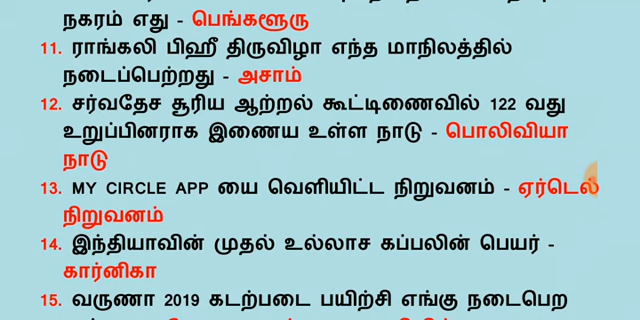 நகரம் எது - பெங்களூரு
11. ராங்கலி பிஹீ திருவிழா எந்த மாநிலத்தில்
நடைப்பெற்றது - அசாம்
12. சர்வதேச சூரிய ஆற்றல் கூட்டிணைவில் 122 வது
உறுப்பினராக இணைய உள்ள நாடு - பொலிவியா
நாடு
13. MY CIRCLE APP யை வெளியிட்ட நிறுவனம் - ஏர்டெல்
நிறுவனம்
14. இந்தியாவின் முதல் உல்லாச கப்பலின் பெயர் -
கார்னிகா
15. வருணா 2019 கடற்படை பயிற்சி எங்கு நடைபெற